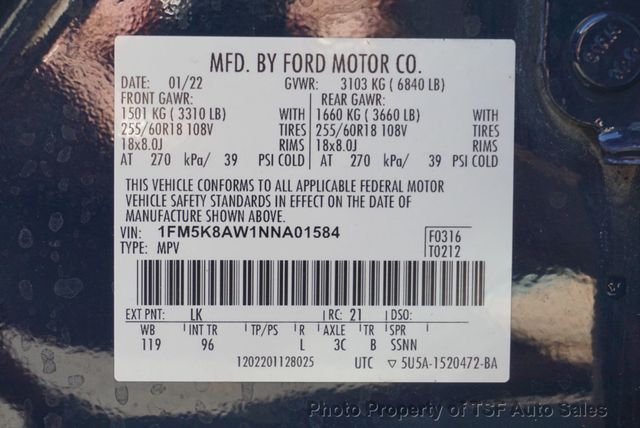 MFD. BY FORD MOTOR CO.
DATE: 01/22 GVWR: 3103 KG ( 6840 LB)
FRONT GAWR: REAR GAWR:
1501 KG ( 3310 LB) WITH 1660 KG ( 3660 LB) WITH
255/60R18 108V TIRES 255/60R18 108V TIRES
18x8.0J RIMS 18x8.0J RIMS
AT 270 kPa/ 39 PSI COLD AT 270 kPa/ 39 PSI COLD
THIS VEHICLE CONFORMS TO ALL APPLICABLE FEDERAL MOTOR
VEHICLE SAFETY STANDARDS IN EFFECT ON THE DATE OF
MANUFACTURE SHOWN ABOVE.
VIN: 1FM5K8AW1NNA01584
TYPE: MPV
F0316
T0212
EXT PNT: LK RC: 21 DSO:
WB INT TR TP/PS R AXLE TR SPR
119 96 L 3C B SSNN
1202201128025 UTC ▽ 5U5A-1520472-BA
Photo Property of TSF Auto Sales